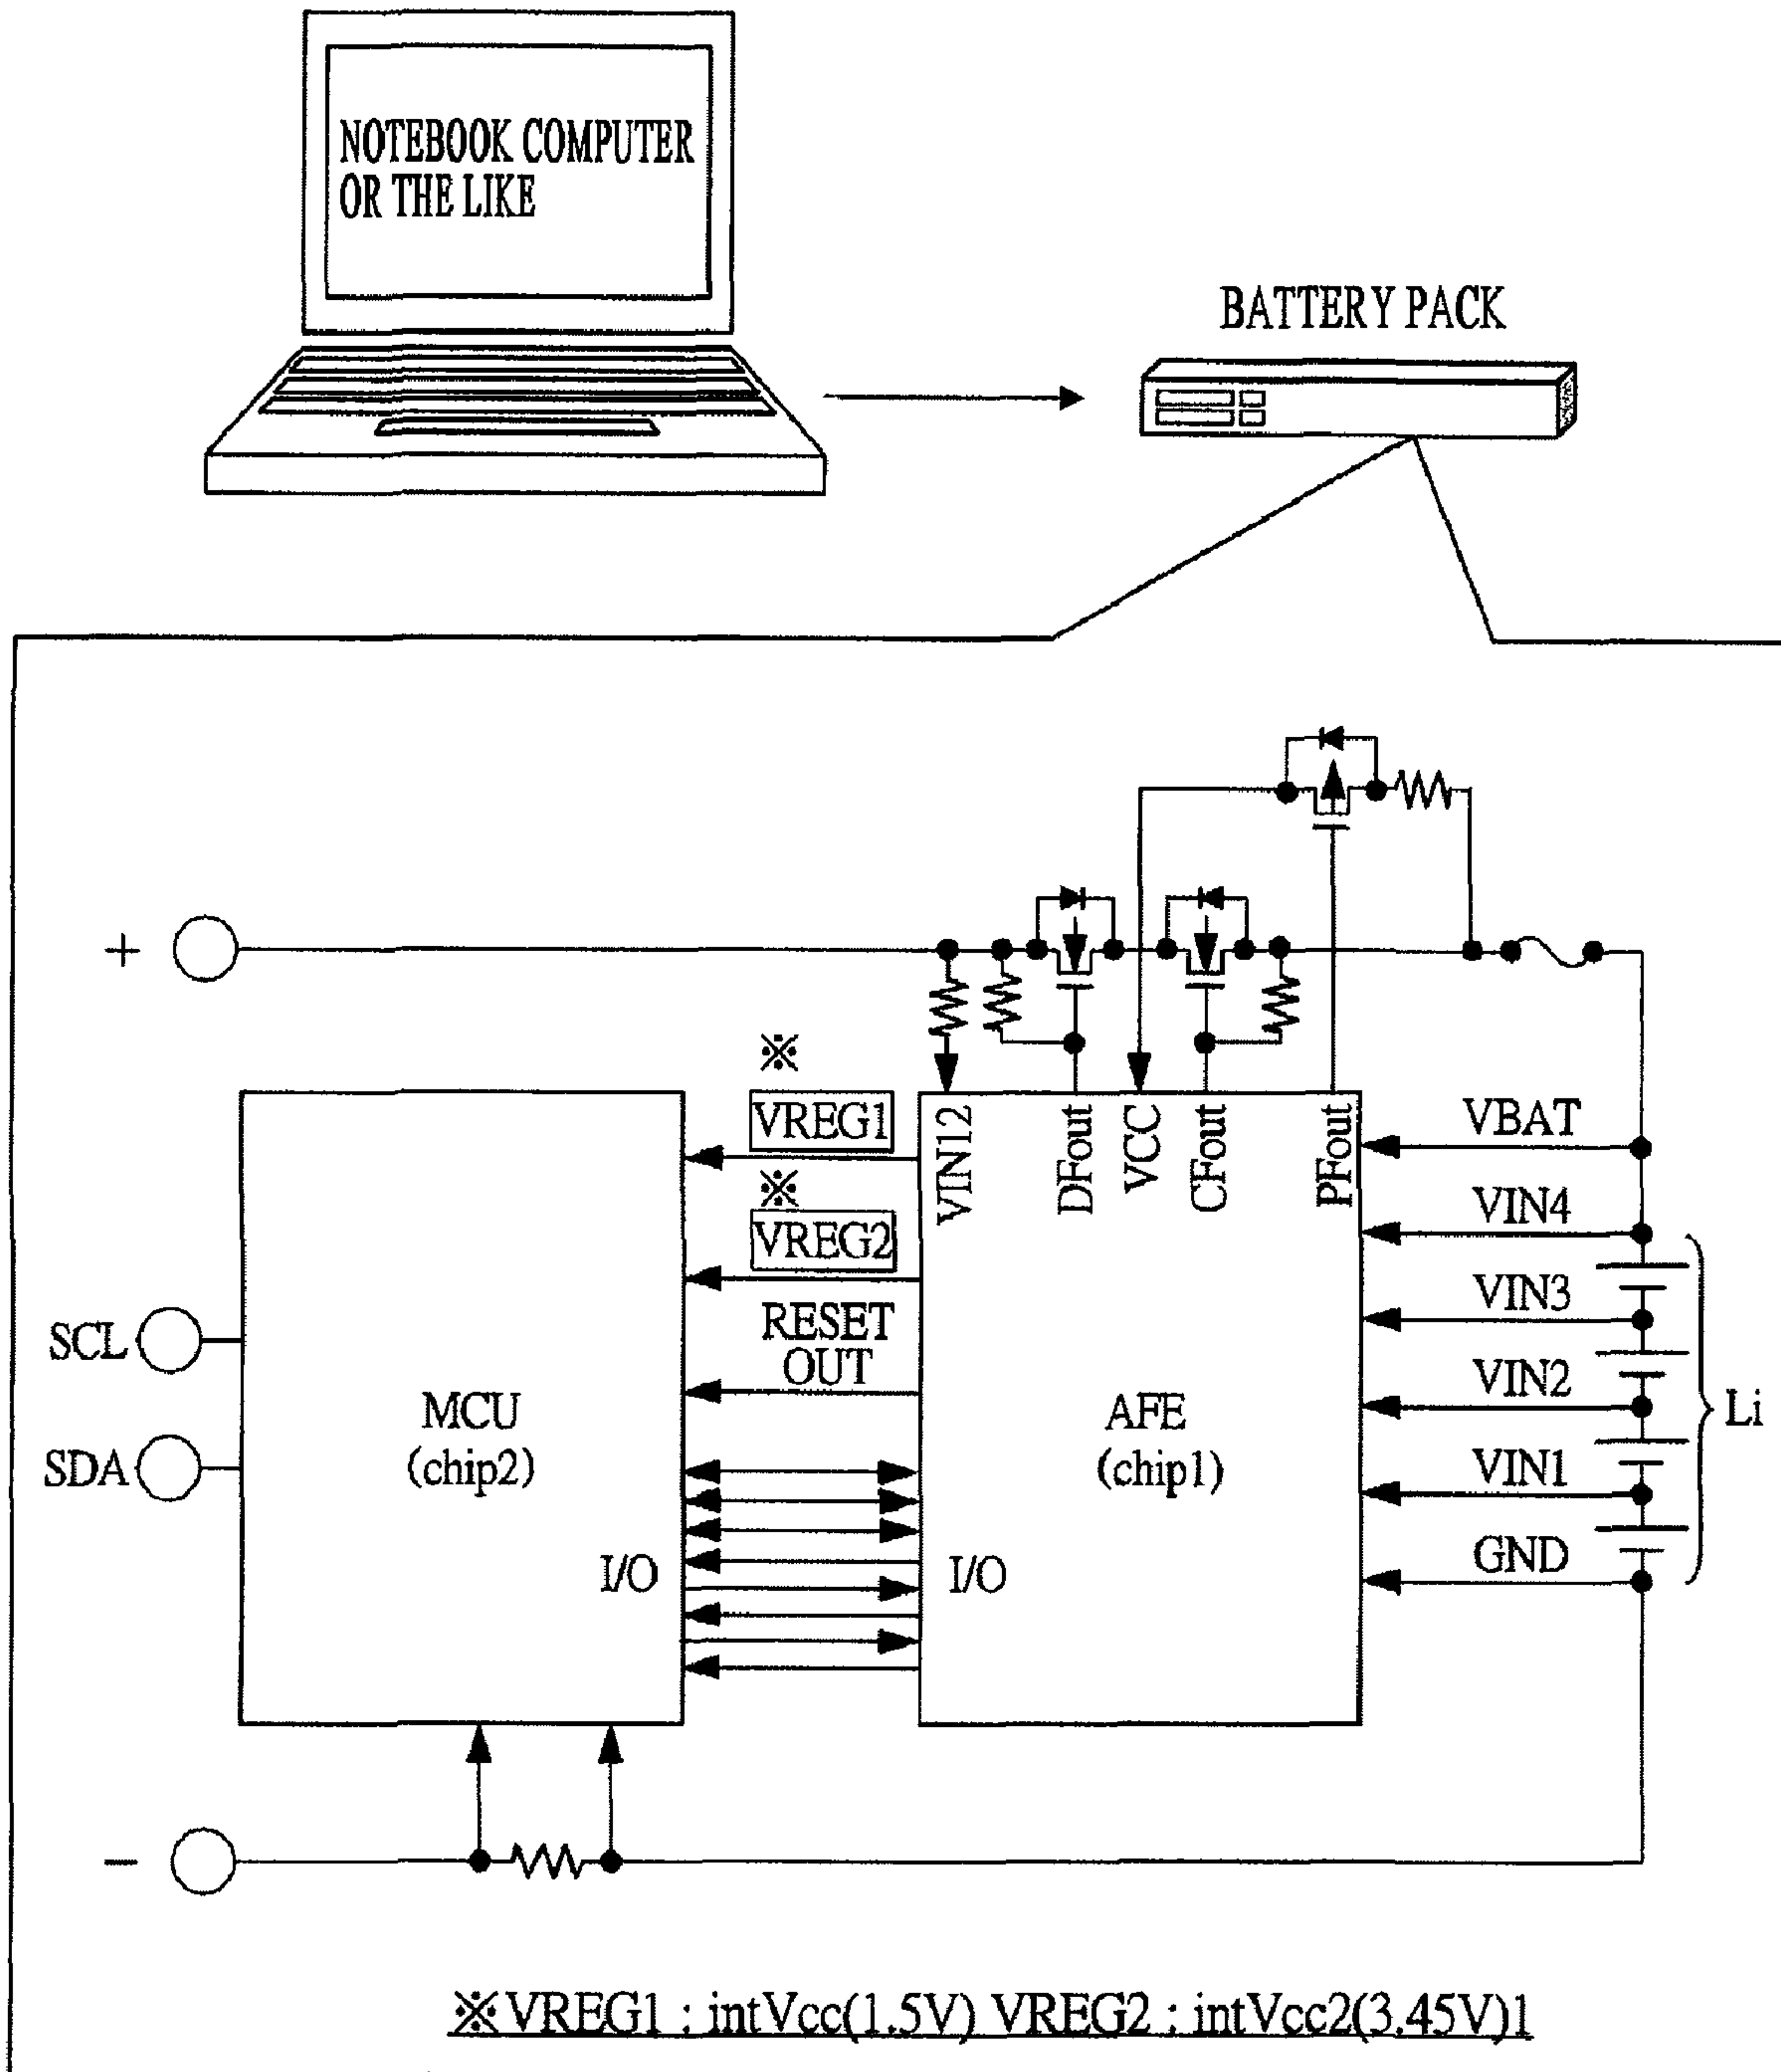 NOTEBOOK COMPUTER
OR THE LIKE
BATTERY PACK
+
※
VREG1
VIN12
DFout
VCC
CFout
PFout
VBAT
※
VREG2
VIN4
VIN3
SCL
RESET
OUT
VIN2
MCU
(chip2)
AFE
(chip1)
Li
SDA
VIN1
I/O
I/O
GND
−
※VREG1 : intVcc(1.5V) VREG2 : intVcc2(3.45V)1